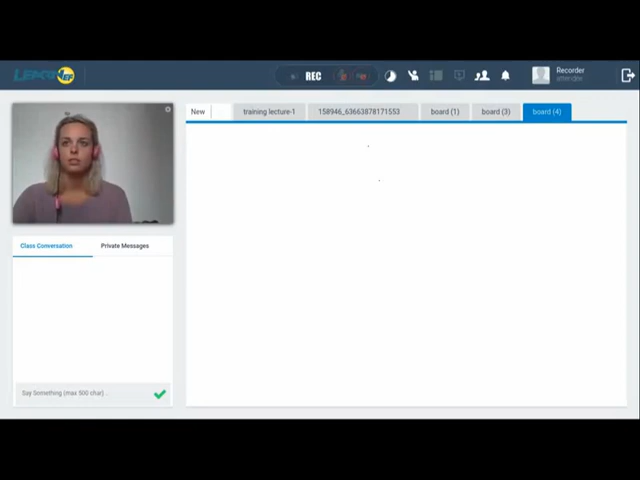 REC
Recorder
attendee
New
training lecture-1
158946_63663878171553
board (1)
board (3)
board (4)
Class Conversation
Private Messages
Say Something (max 500 char) ..